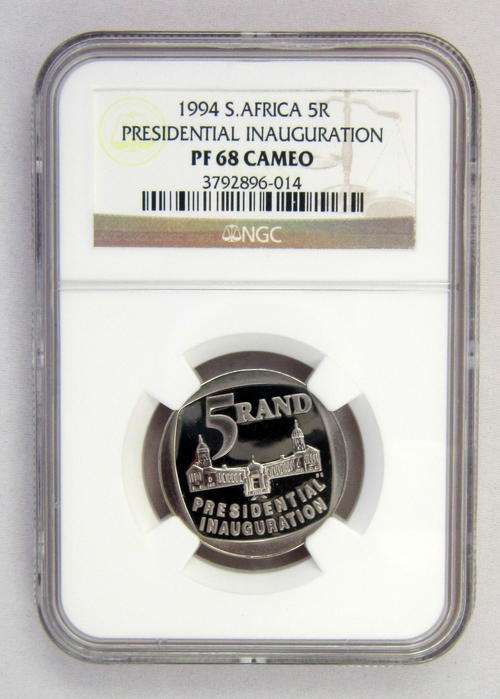 1994 S.AFRICA 5R
PRESIDENTIAL INAUGURATION
PF 68 CAMEO
3792896-014
NGC
5 RAND
PRESIDENTIAL
INAUGURATION